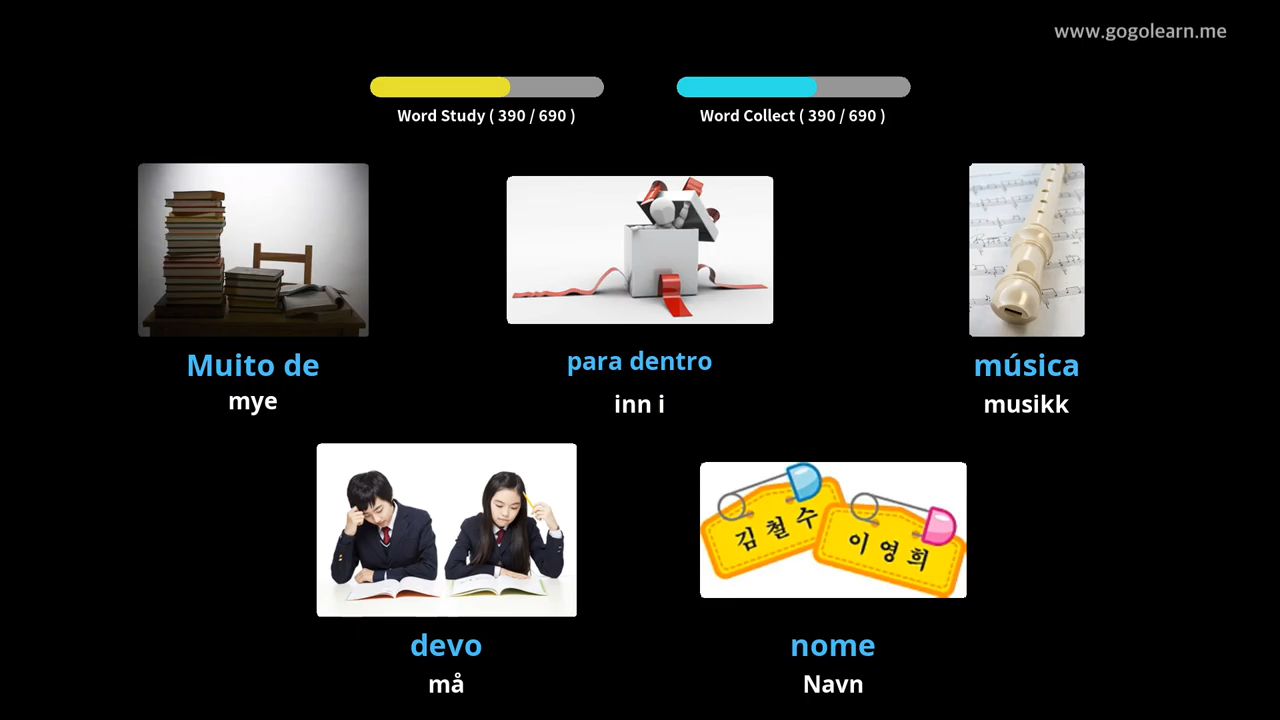 www.gogolearn.me
Word Study ( 390 / 690 )
Word Collect ( 390 / 690 )
Muito de
mye
para dentro
inn i
música
musikk
김철수
이영희
devo
må
nome
Navn